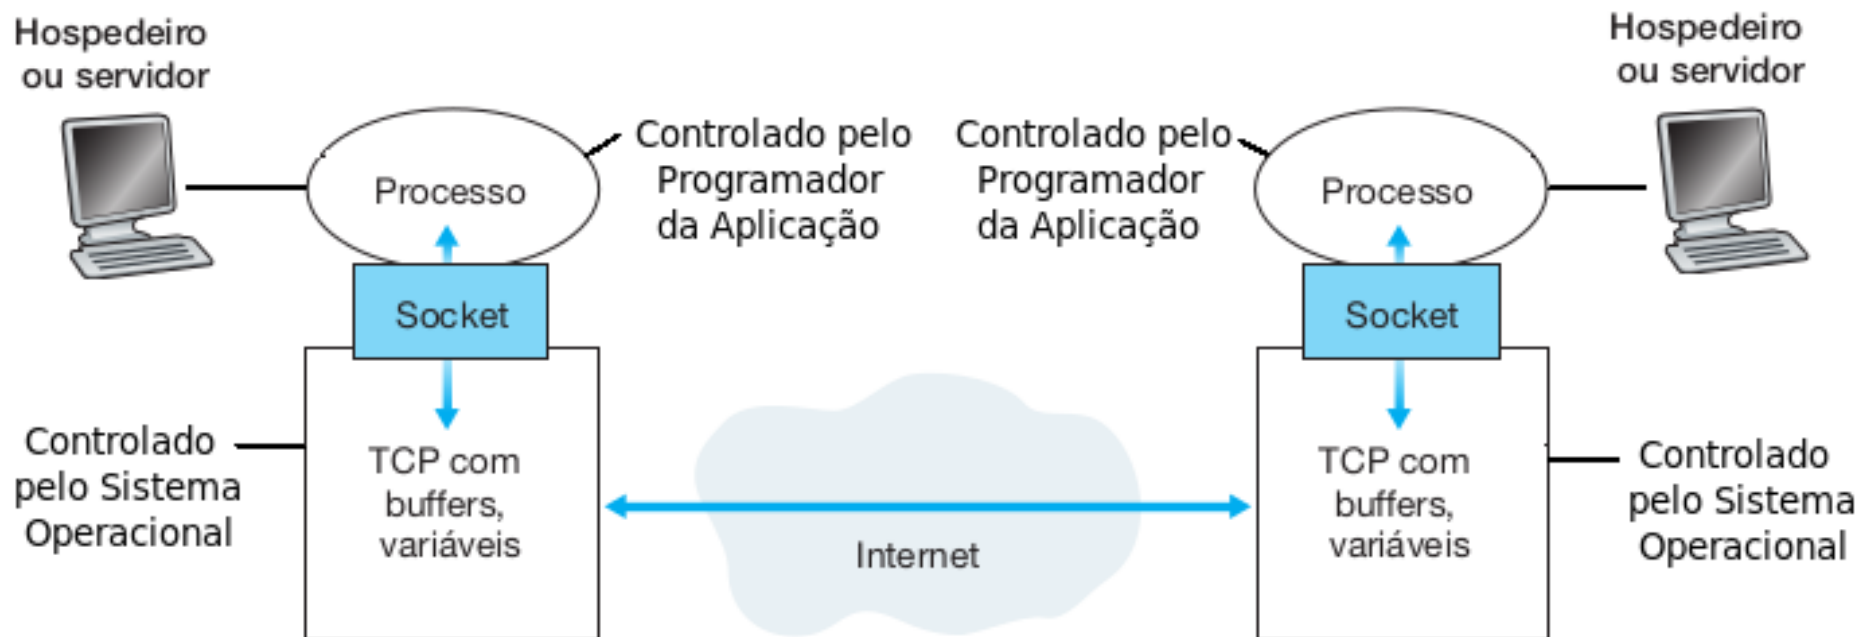 Hospedeiro
ou servidor
Hospedeiro
ou servidor
Processo
Controlado pelo
Programador
da Aplicação
Controlado pelo
Programador
da Aplicação
Processo
Socket
Socket
Controlado
pelo Sistema
Operacional
TCP com
buffers,
variáveis
Internet
TCP com
buffers,
variáveis
Controlado
pelo Sistema
Operacional